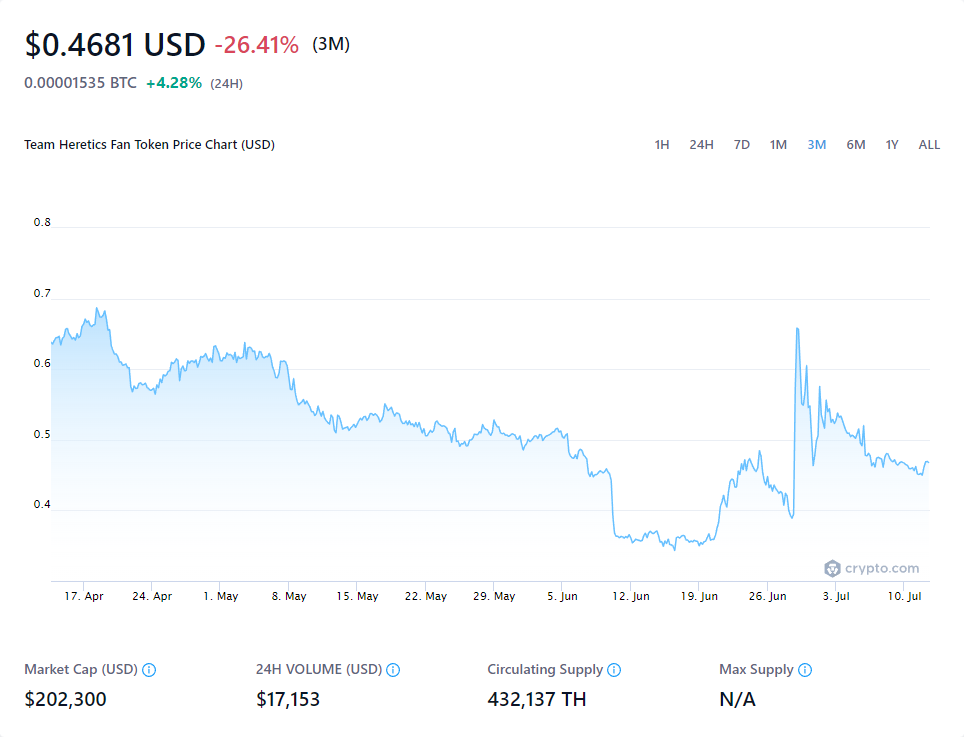 $0.4681 USD -26.41% (3M)
0.00001535 BTC +4.28% (24H)
Team Heretics Fan Token Price Chart (USD) 1H 24H 7D 1M 3M 6M 1Y ALL
0.8
0.7
0.6
0.5
0.4
crypto.com
17. Apr 24. Apr 1. May 8. May 15. May 22. May 29. May 5. Jun 12. Jun 19. Jun 26. Jun 3. Jul 10. Jul
Market Cap (USD) 24H VOLUME (USD) Circulating Supply Max Supply
$202,300 $17,153 432,137 TH N/A